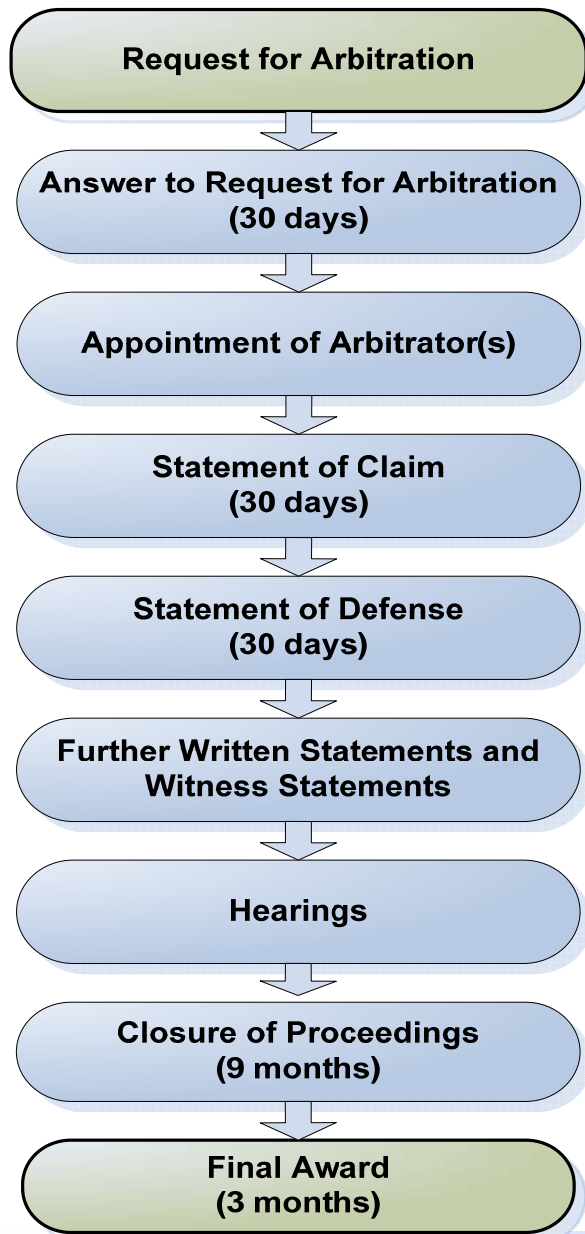 Request for Arbitration
Answer to Request for Arbitration
(30 days)
Appointment of Arbitrator(s)
Statement of Claim
(30 days)
Statement of Defense
(30 days)
Further Written Statements and
Witness Statements
Hearings
Closure of Proceedings
(9 months)
Final Award
(3 months)